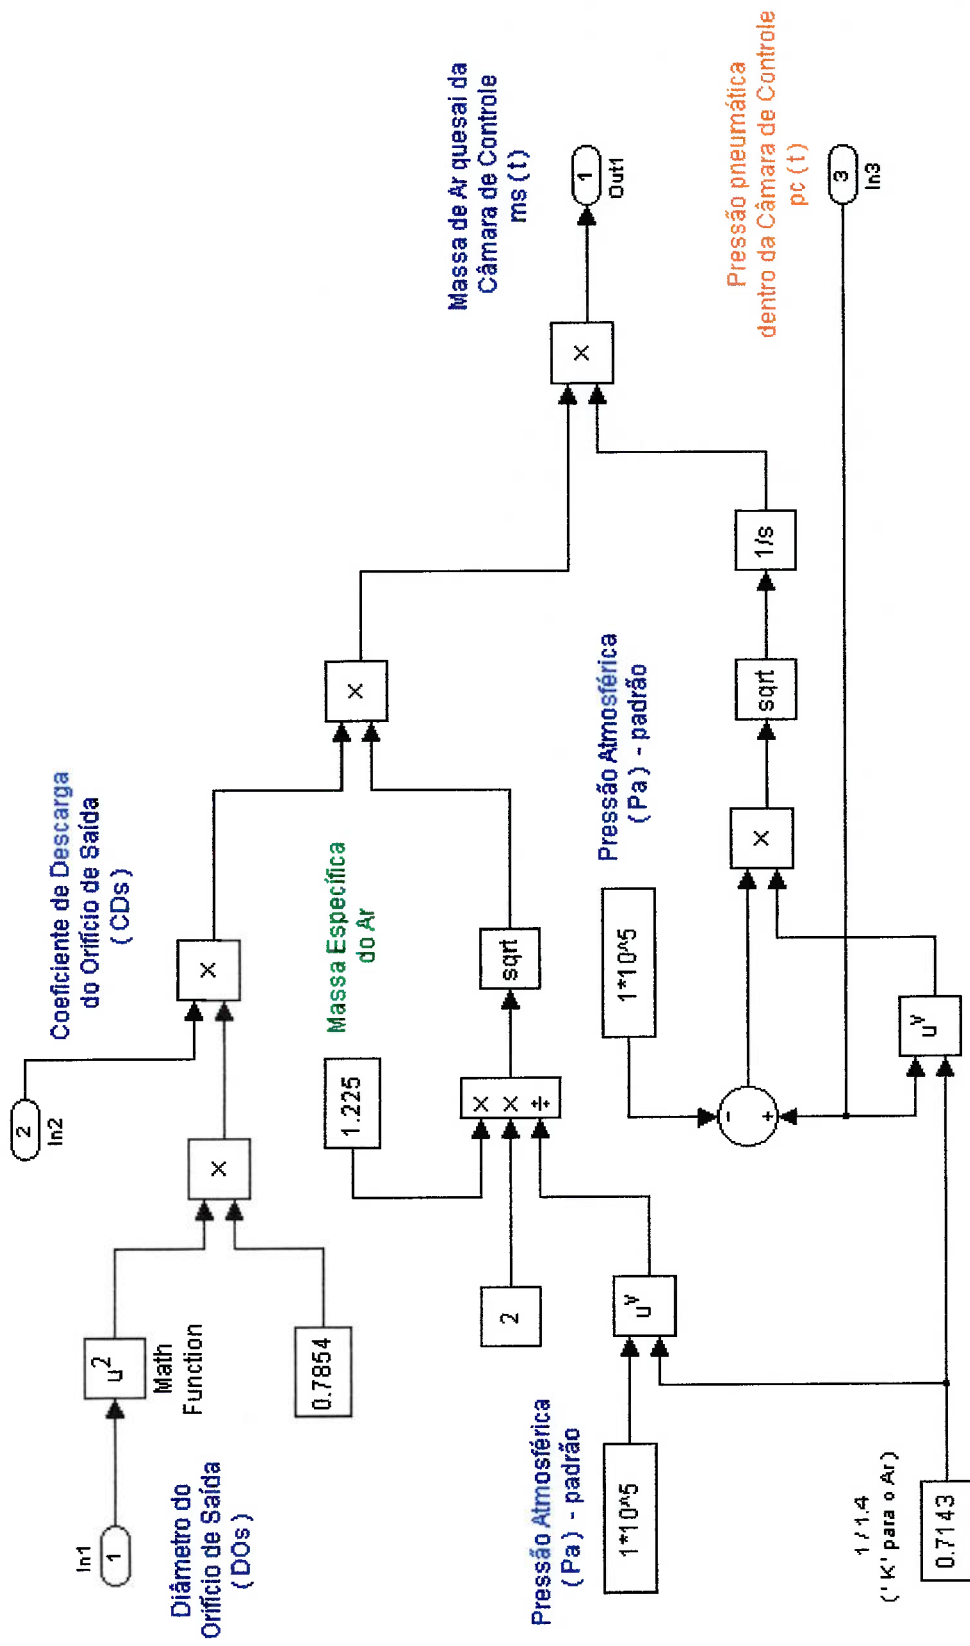 In1
1
Diâmetro do
Orifício de Saída
( DOs )
u²
Math
Function
0.7854
×
2
In2
Coeficiente de Descarga
do Orifício de Saída
( CDs )
×
Massa Específica
do Ar
1.225
2
×
×
÷
sqrt
×
Pressão Atmosférica
( Pa ) - padrão
1*10^5
uᵛ
1 / 1.4
( ' K' para o Ar)
0.7143
Pressão Atmosférica
( Pa ) - padrão
1*10^5
-
+
uᵛ
×
sqrt
1/s
×
Massa de Ar quesai da
Câmara de Controle
ms ( t )
1
Out1
Pressão pneumática
dentro da Câmara de Controle
pc ( t )
3
In3